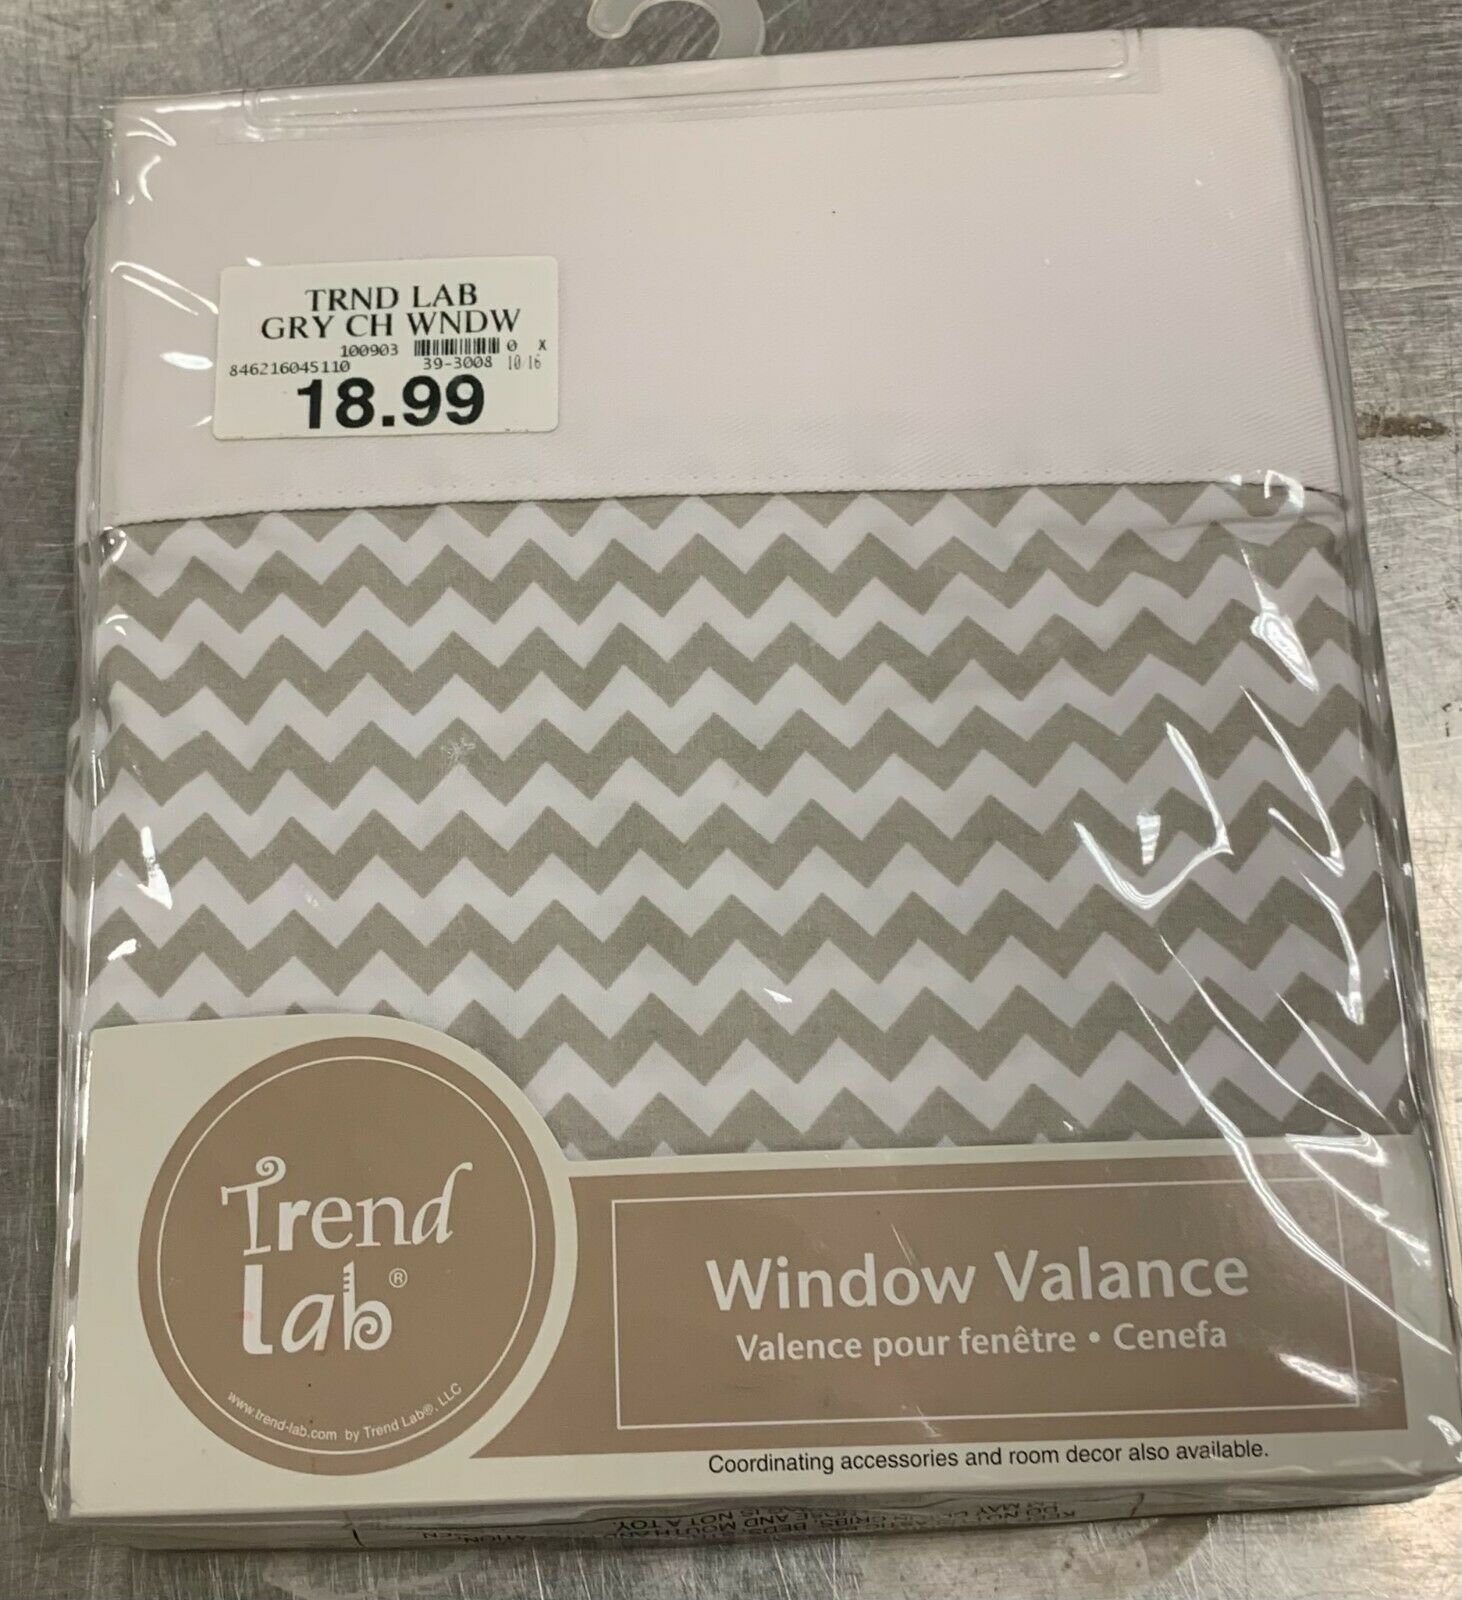 TRND LAB
GRY CH WNDW
100903 0 X
846216045110 39-3008 10 16
18.99
Trend
Lab®
www.trend-lab.com by Trend Lab®, LLC
Window Valance
Valence pour fenêtre • Cenefa
Coordinating accessories and room decor also available.